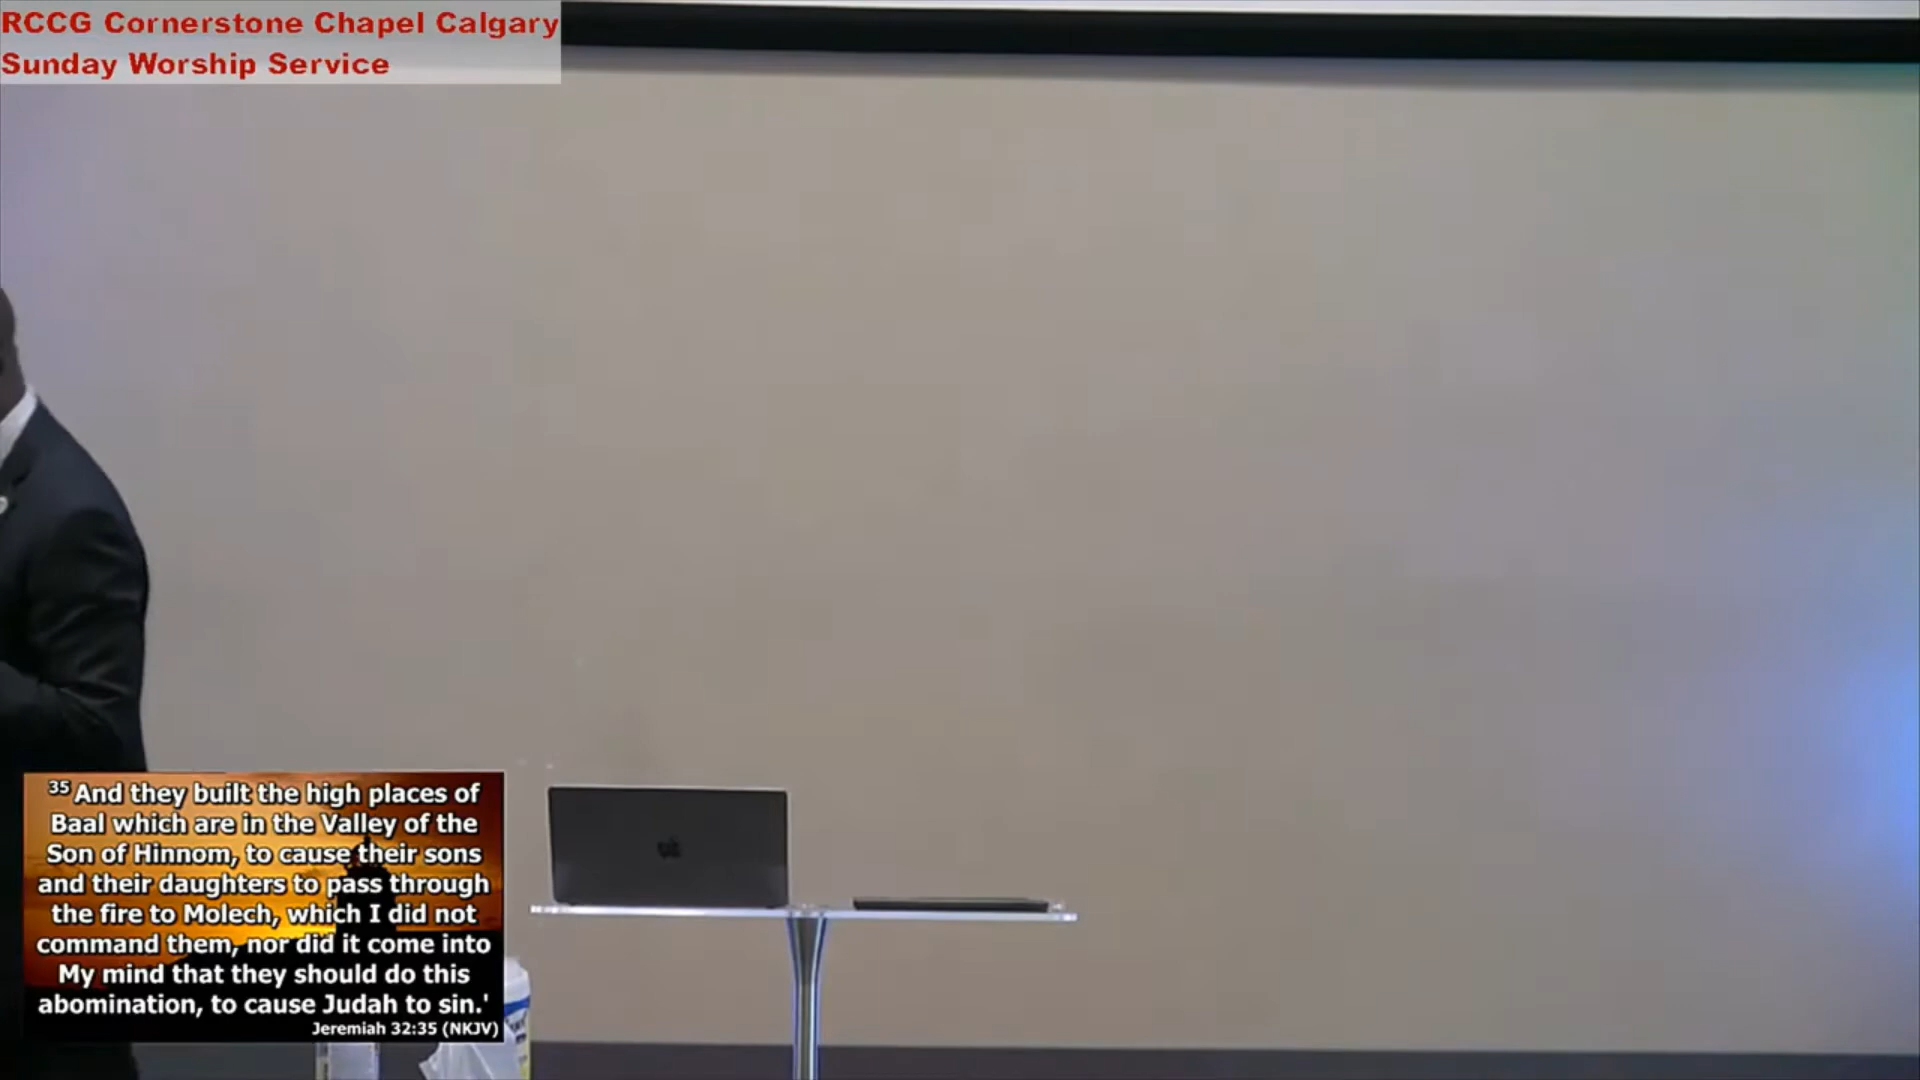 RCCG Cornerstone Chapel Calgary
Sunday Worship Service
35 And they built the high places of
Baal which are in the Valley of the
Son of Hinnom, to cause their sons
and their daughters to pass through
the fire to Molech, which I did not
command them, nor did it come into
My mind that they should do this
abomination, to cause Judah to sin.'
Jeremiah 32:35 (NKJV)